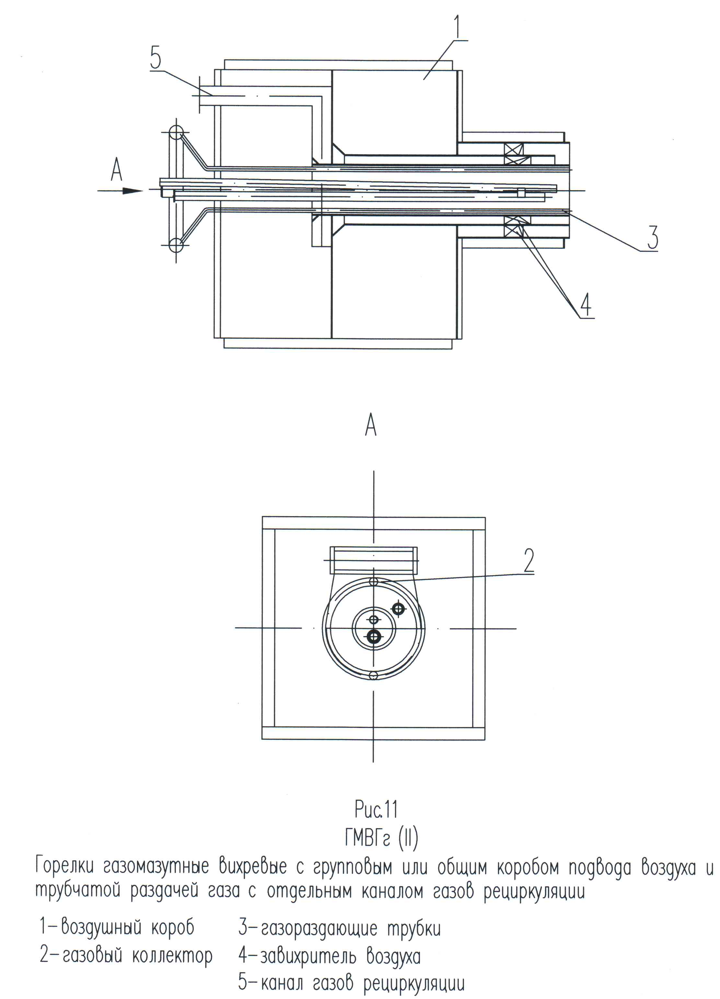 1
5
А
3
4
А
2
Рис.11
ГМВГг (II)
Горелки газомазутные вихревые с групповым или общим коробом подвода воздуха и
трубчатой раздачей газа с отдельным каналом газов рециркуляции
1–воздушный короб 3–газораздающие трубки
2–газовый коллектор 4–завихритель воздуха
5–канал газов рециркуляции